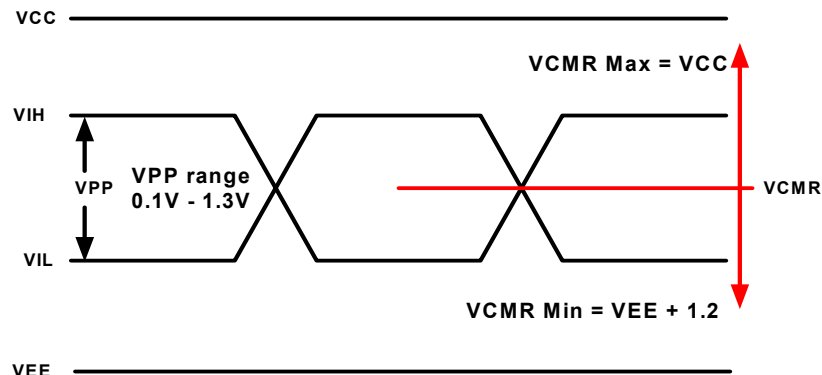 VCC
VCMR Max = VCC
VIH
VPP
VPP range
0.1V - 1.3V
VCMR
VIL
VCMR Min = VEE + 1.2
VEE